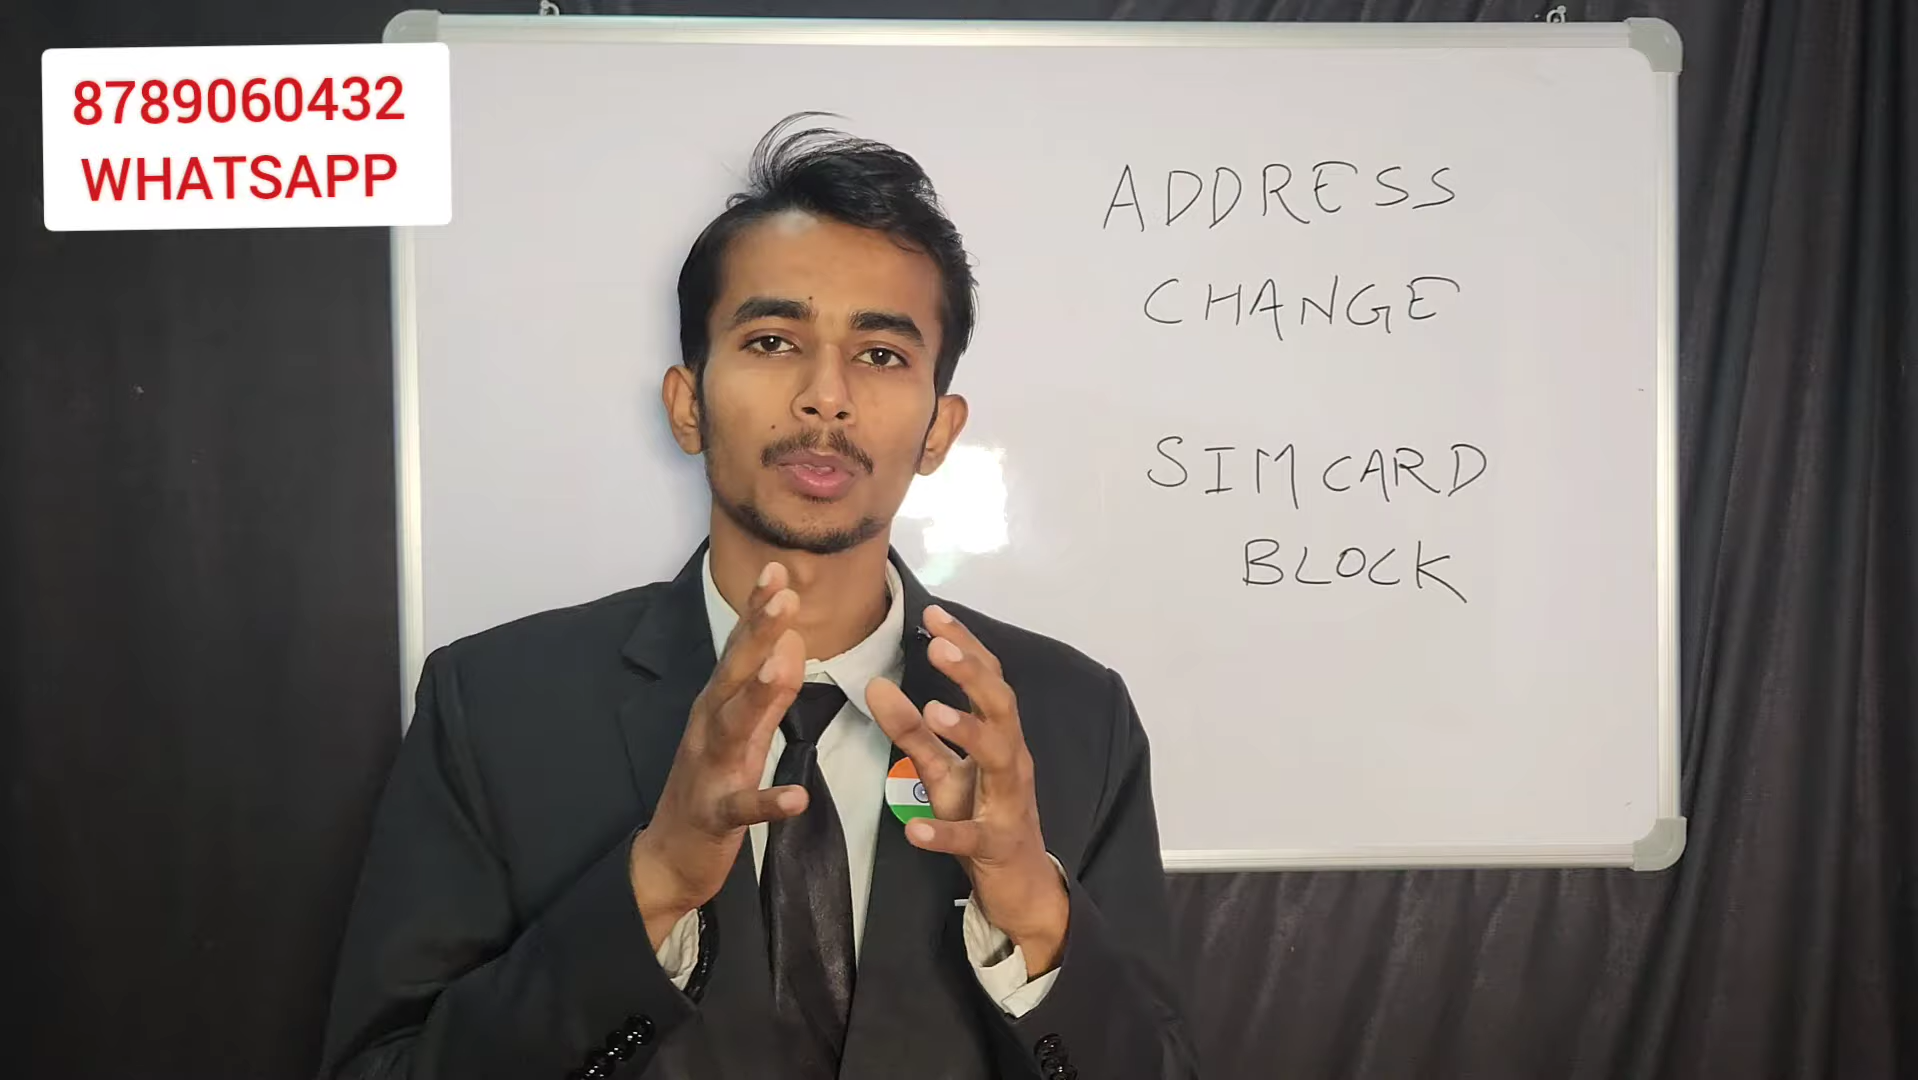 8789060432
WHATSAPP
ADDRESS
CHANGE
SIMCARD
BLOCK